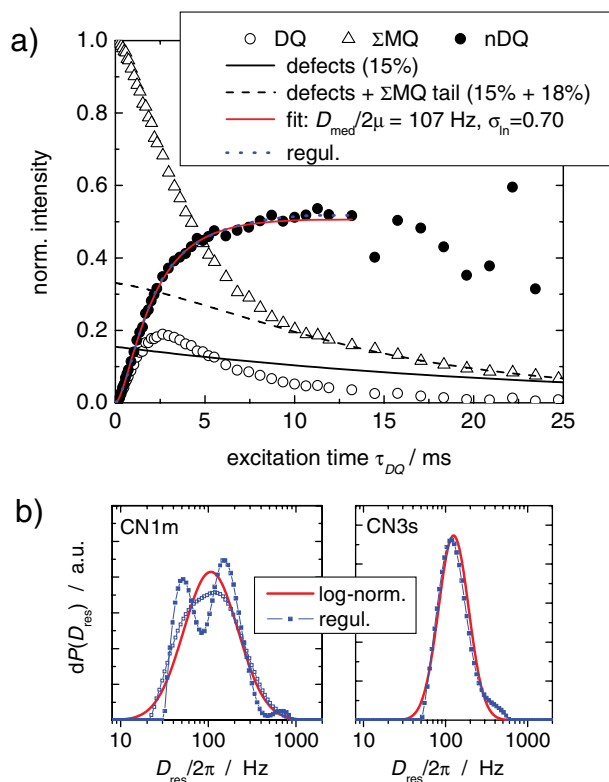 a)
DQ ΣMQ nDQ
defects (15%)
defects + ΣMQ tail (15% + 18%)
fit: D_med/2μ = 107 Hz, σ_ln=0.70
regul.
norm. intensity
1.0
0.8
0.6
0.4
0.2
0.0
0 5 10 15 20 25
excitation time τ_DQ / ms
b)
CN1m CN3s
log-norm.
regul.
dP(D_res) / a.u.
10 100 1000 10 100 1000
D_res/2π / Hz D_res/2π / Hz